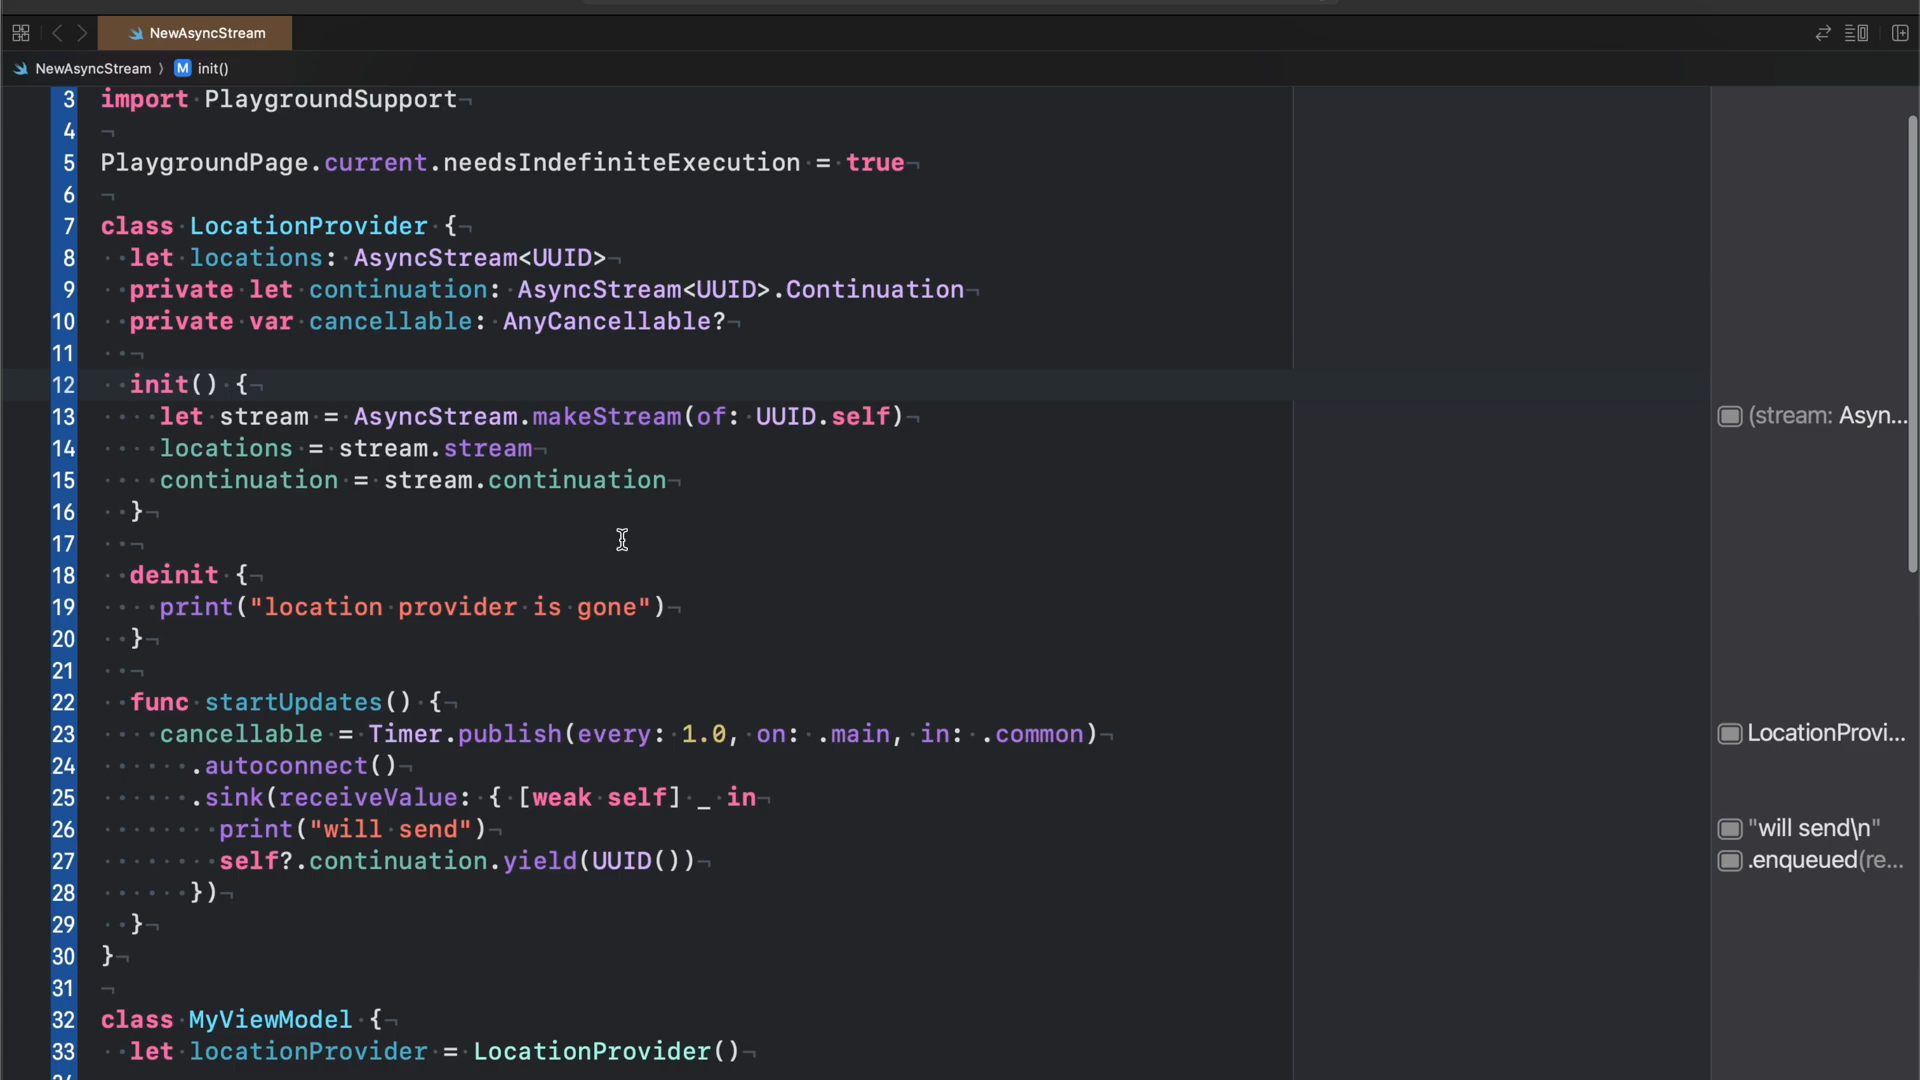 NewAsyncStream
NewAsyncStream 〉 M init()
3 import PlaygroundSupport
4
5 PlaygroundPage.current.needsIndefiniteExecution = true
6
7 class LocationProvider {
8 let locations: AsyncStream<UUID>
9 private let continuation: AsyncStream<UUID>.Continuation
10 private var cancellable: AnyCancellable?
11
12 init() {
13 let stream = AsyncStream.makeStream(of: UUID.self) (stream: Asyn...
14 locations = stream.stream
15 continuation = stream.continuation
16 }
17
18 deinit {
19 print("location provider is gone")
20 }
21
22 func startUpdates() {
23 cancellable = Timer.publish(every: 1.0, on: .main, in: .common) LocationProvi...
24 .autoconnect()
25 .sink(receiveValue: { [weak self] _ in
26 print("will send") "will send\n"
27 self?.continuation.yield(UUID()) .enqueued(re...
28 })
29 }
30 }
31
32 class MyViewModel {
33 let locationProvider = LocationProvider()